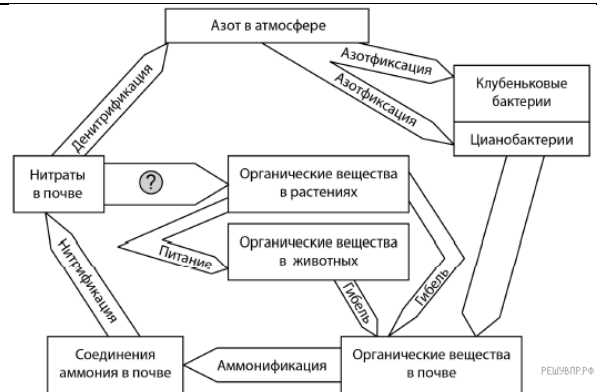 Азот в атмосфере
Денитрификация
Азотфиксация
Азотфиксация
Клубеньковые
бактерии
Цианобактерии
Нитраты
в почве
?
Органические вещества
в растениях
Питание
Органические вещества
в животных
Гибель
Гибель
Нитрификация
Соединения
аммония в почве
Аммонификация
Органические вещества
в почве
РЕШУВПР.РФ